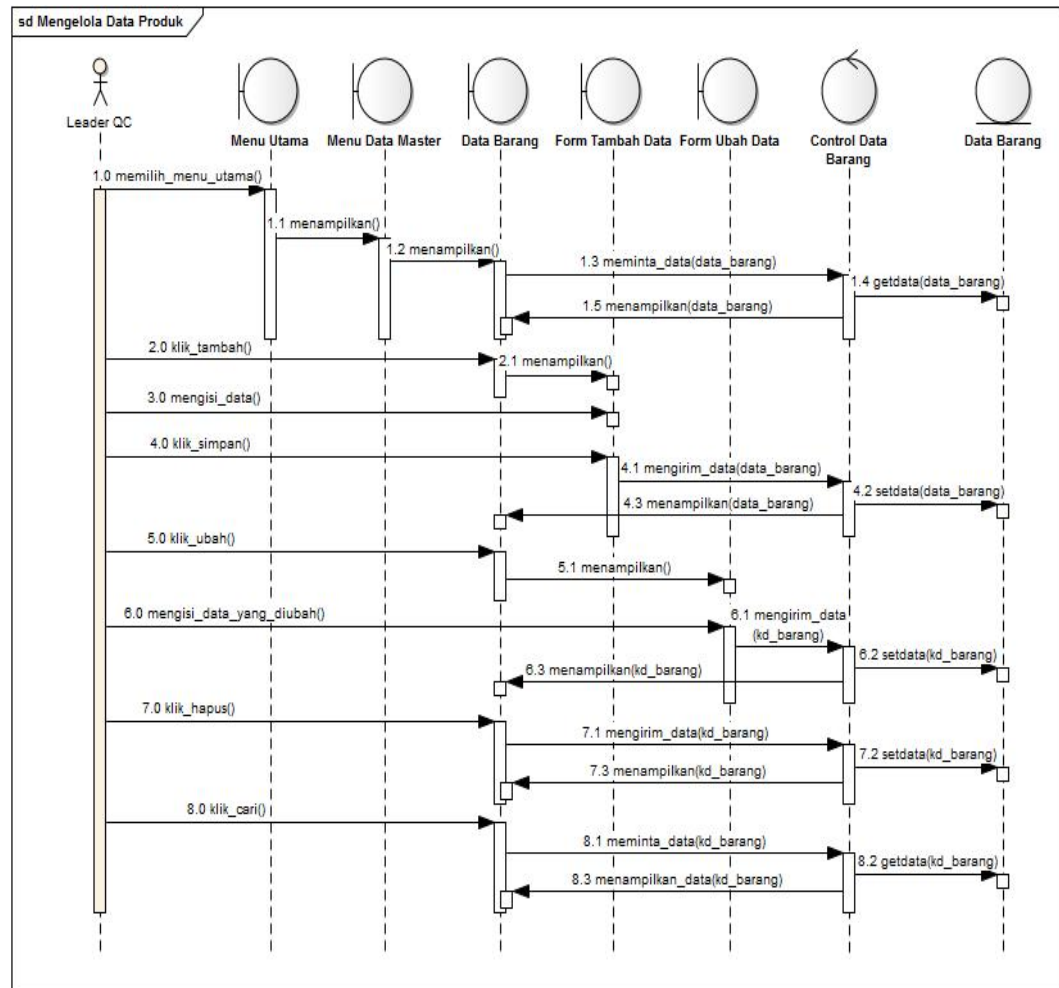 sd Mengelola Data Produk
Leader QC
Menu Utama
Menu Data Master
Data Barang
Form Tambah Data
Form Ubah Data
Control Data
Barang
Data Barang
1.0 memilih_menu_utama()
1.1 menampilkan()
1.2 menampilkan()
1.3 meminta_data(data_barang)
1.4 getdata(data_barang)
1.5 menampilkan(data_barang)
2.0 klik_tambah()
2.1 menampilkan()
3.0 mengisi_data()
4.0 klik_simpan()
4.1 mengirim_data(data_barang)
4.2 setdata(data_barang)
4.3 menampilkan(data_barang)
5.0 klik_ubah()
5.1 menampilkan()
6.0 mengisi_data_yang_diubah()
6.1 mengirim_data
(kd_barang)
6.2 setdata(kd_barang)
6.3 menampilkan(kd_barang)
7.0 klik_hapus()
7.1 mengirim_data(kd_barang)
7.2 setdata(kd_barang)
7.3 menampilkan(kd_barang)
8.0 klik_cari()
8.1 meminta_data(kd_barang)
8.2 getdata(kd_barang)
8.3 menampilkan_data(kd_barang)